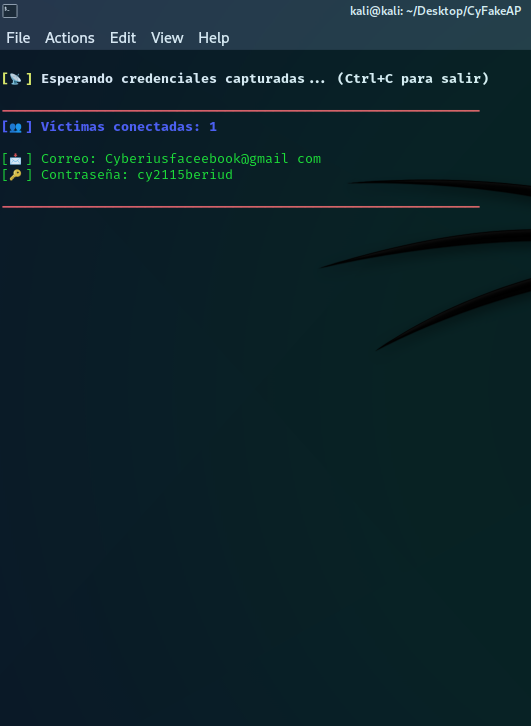 kali@kali: ~/Desktop/CyFakeAP
File Actions Edit View Help
[📡] Esperando credenciales capturadas... (Ctrl+C para salir)
[👥] Víctimas conectadas: 1
[📩] Correo: Cyberiusfaceebook@gmail com
[🔑] Contraseña: cy2115beriud